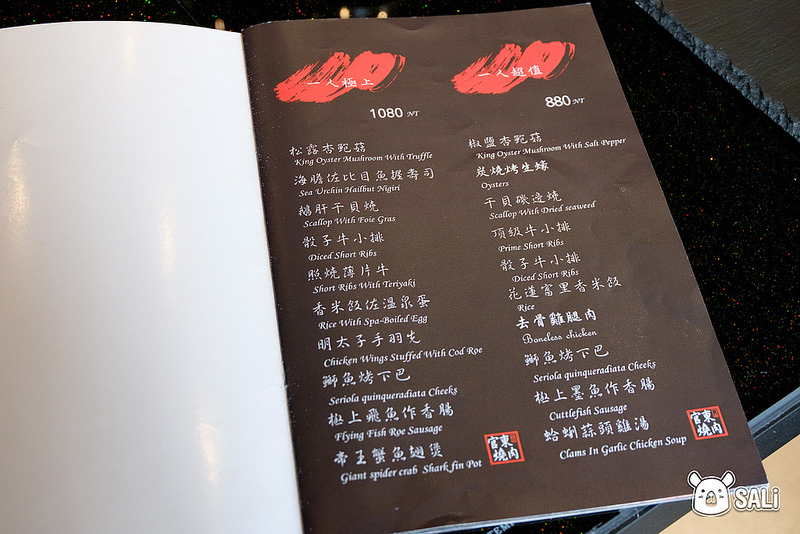 一人極上
1080 NT
松露杏鮑菇
King Oyster Mushroom With Truffle
海膽佐比目魚握壽司
Sea Urchin Hailbut Nigiri
鵝肝干貝燒
Scallop With Foie Gras
骰子牛小排
Diced Short Ribs
照燒薄片牛
Short Ribs With Teriyaki
香米飯佐溫泉蛋
Rice With Spa-Boiled Egg
明太子手羽先
Chicken Wings Stuffed With Cod Roe
鰤魚烤下巴
Seriola quinqueradiata Cheeks
極上飛魚作香腸
Flying Fish Roe Sausage
帝王蟹魚翅煲
Giant spider crab Shark fin Pot
官東燒肉
一人超值
880 NT
椒鹽杏鮑菇
King Oyster Mushroom With Salt Pepper
炭燒烤生蠔
Oysters
干貝磯邊燒
Scallop With Dried seaweed
頂級牛小排
Prime Short Ribs
骰子牛小排
Diced Short Ribs
花蓮富里香米飯
Rice
去骨雞腿肉
Boneless chicken
鰤魚烤下巴
Seriola quinqueradiata Cheeks
極上墨魚作香腸
Cuttlefish Sausage
蛤蜊蒜頭雞湯
Clams In Garlic Chicken Soup
官東燒肉
SALi